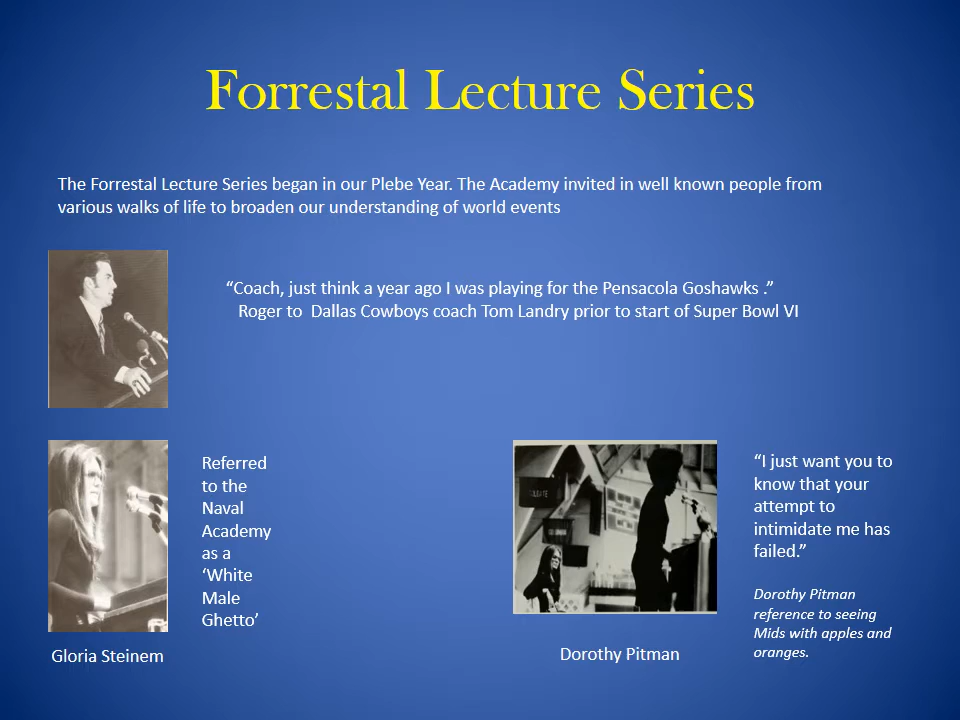 Forrestal Lecture Series
The Forrestal Lecture Series began in our Plebe Year. The Academy invited in well known people from
various walks of life to broaden our understanding of world events
“Coach, just think a year ago I was playing for the Pensacola Goshawks .”
Roger to  Dallas Cowboys coach Tom Landry prior to start of Super Bowl VI
Referred
to the
Naval
Academy
as a
‘White
Male
Ghetto’
Gloria Steinem
“I just want you to
know that your
attempt to
intimidate me has
failed.”
Dorothy Pitman
reference to seeing
Mids with apples and
oranges.
Dorothy Pitman